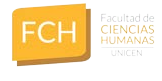 FCH
Facultad de
CIENCIAS
HUMANAS
UNICEN